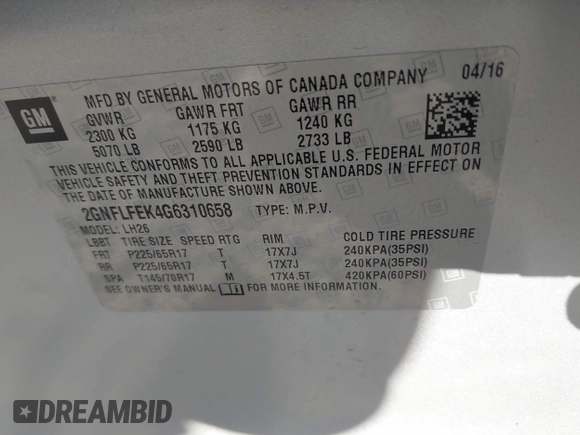 GM
MFD BY GENERAL MOTORS OF CANADA COMPANY 04/16
GVWR GAWR FRT GAWR RR
2300 KG 1175 KG 1240 KG
5070 LB 2590 LB 2733 LB
THIS VEHICLE CONFORMS TO ALL APPLICABLE U.S. FEDERAL MOTOR
VEHICLE SAFETY AND THEFT PREVENTION STANDARDS IN EFFECT ON
THE DATE OF MANUFACTURE SHOWN ABOVE.
2GNFLFEK4G6310658 TYPE: M.P.V.
MODEL: LH26
LBBT TIRE SIZE SPEED RTG RIM COLD TIRE PRESSURE
FRT P225/65R17 T 17X7J 240KPA(35PSI)
RR P225/65R17 T 17X7J 240KPA(35PSI)
SPA T145/70R17 M 17X4.5T 420KPA(60PSI)
SEE OWNER'S MANUAL FOR MORE INFORMATION.
DREAMBID